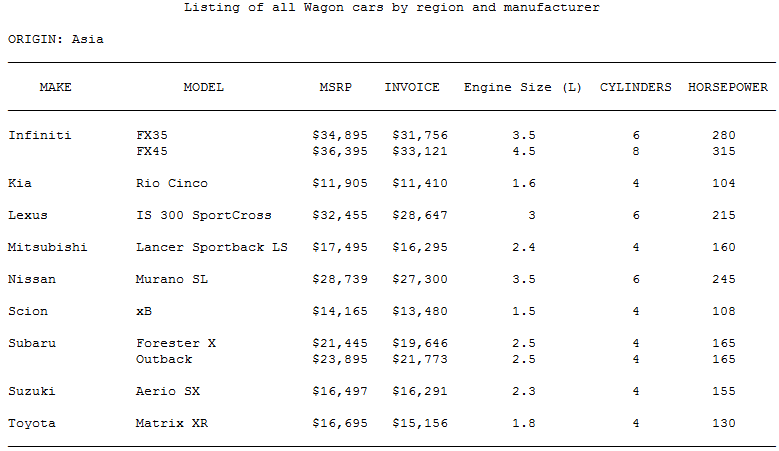 Listing of all Wagon cars by region and manufacturer
ORIGIN: Asia
MAKE MODEL MSRP INVOICE Engine Size (L) CYLINDERS HORSEPOWER
Infiniti FX35 $34,895 $31,756 3.5 6 280
FX45 $36,395 $33,121 4.5 8 315
Kia Rio Cinco $11,905 $11,410 1.6 4 104
Lexus IS 300 SportCross $32,455 $28,647 3 6 215
Mitsubishi Lancer Sportback LS $17,495 $16,295 2.4 4 160
Nissan Murano SL $28,739 $27,300 3.5 6 245
Scion xB $14,165 $13,480 1.5 4 108
Subaru Forester X $21,445 $19,646 2.5 4 165
Outback $23,895 $21,773 2.5 4 165
Suzuki Aerio SX $16,497 $16,291 2.3 4 155
Toyota Matrix XR $16,695 $15,156 1.8 4 130